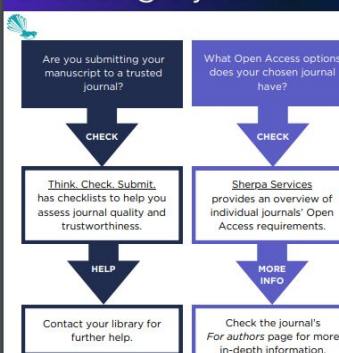 Are you submitting your
manuscript to a trusted
journal?
CHECK
Think. Check. Submit.
has checklists to help you
assess journal quality and
trustworthiness.
HELP
Contact your library for
further help.
What Open Access options
does your chosen journal
have?
CHECK
Sherpa Services
provides an overview of
individual journals' Open
Access requirements.
MORE
INFO
Check the journal's
For authors page for more
in-depth information.